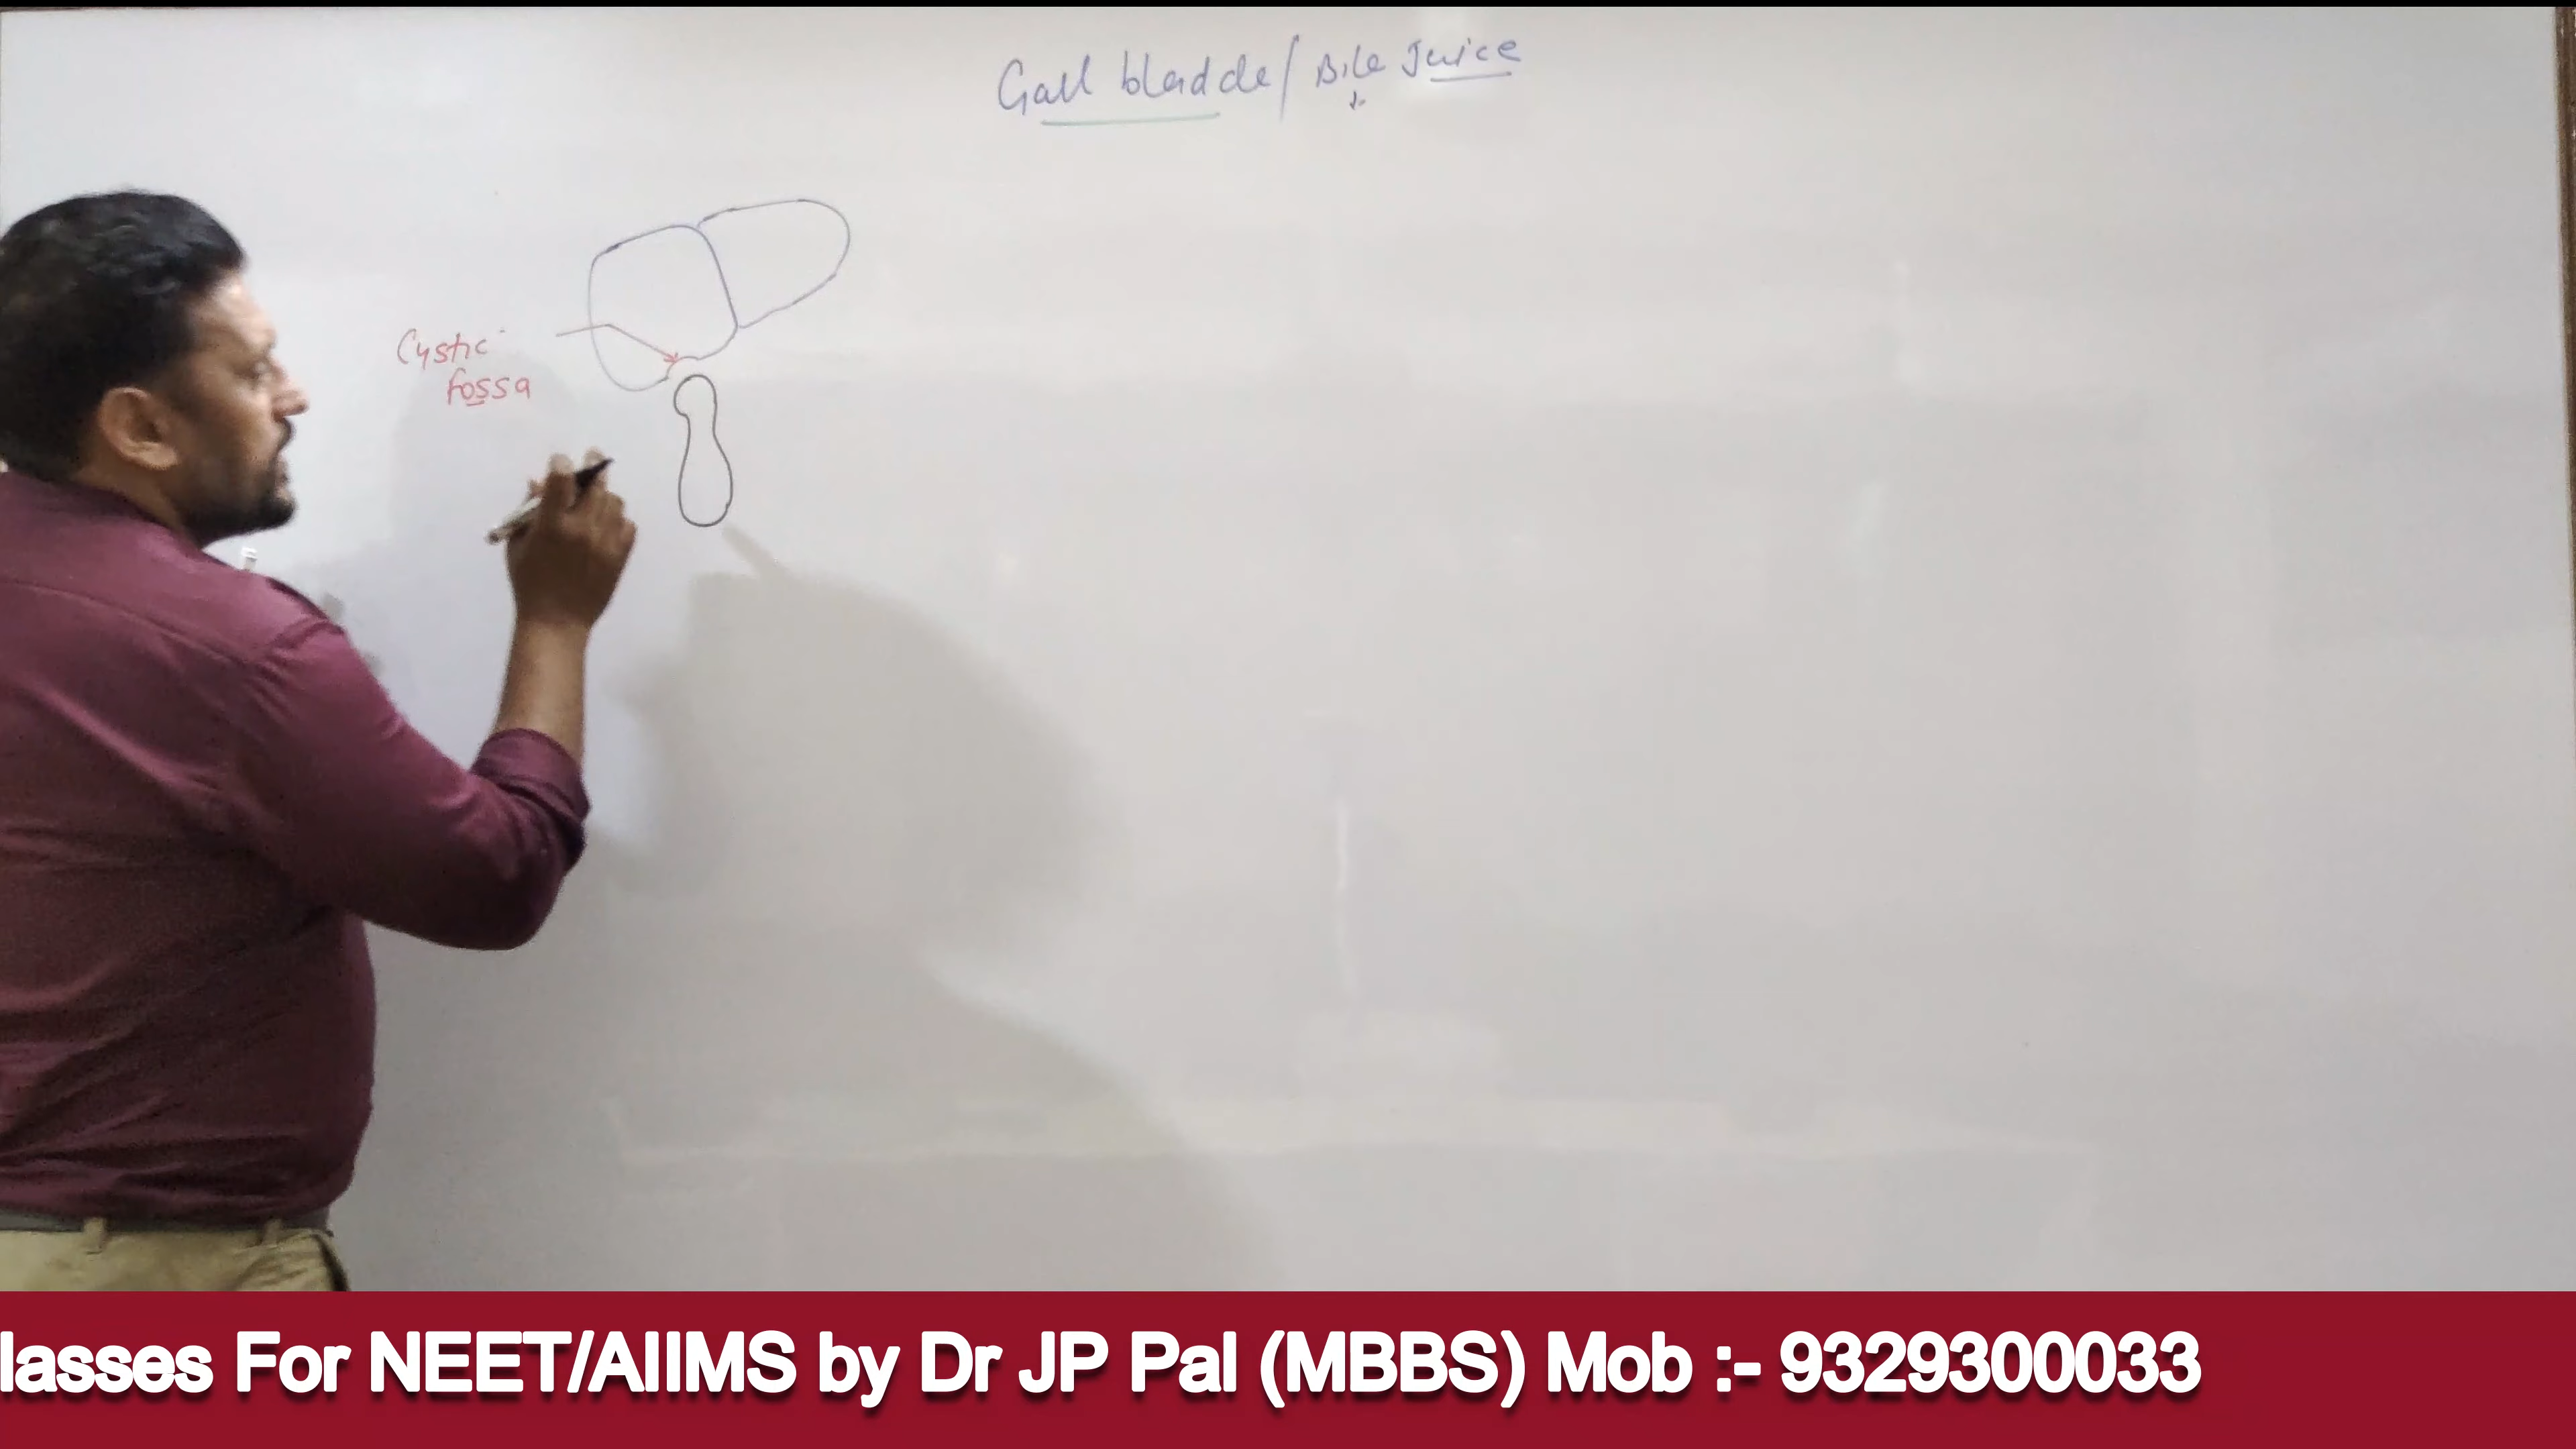 Gall bladde/Bile Juice
Cystic
fossa
lasses For NEET/AIIMS by Dr JP Pal (MBBS) Mob :- 9329300033